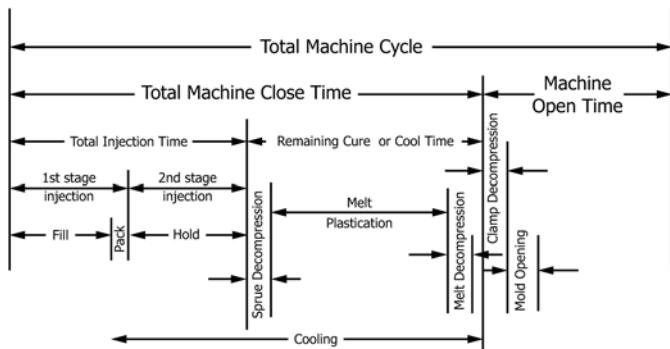 Total Machine Cycle
Total Machine Close Time
Machine
Open Time
Total Injection Time
Remaining Cure or Cool Time
1st stage
injection
2nd stage
injection
Melt
Plastication
Fill
Pack
Hold
Sprue Decompression
Melt Decompression
Clamp Decompression
Mold Opening
Cooling